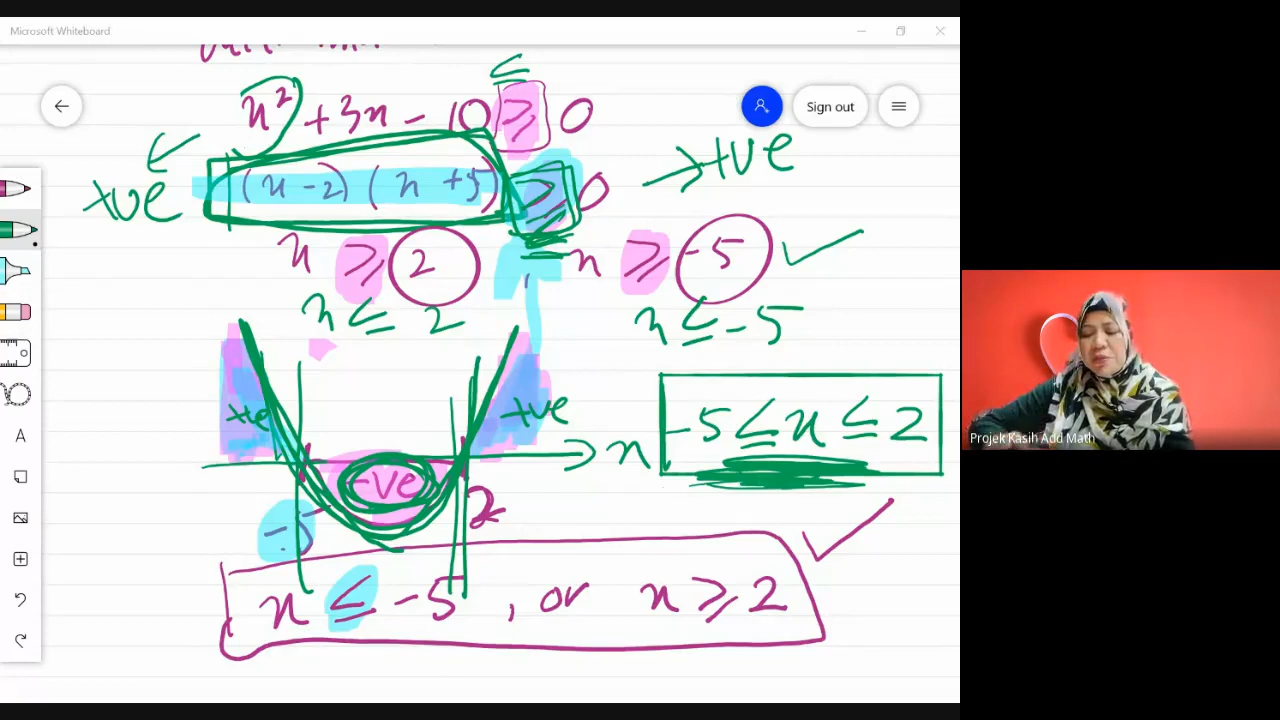 Microsoft Whiteboard
≤
x² + 3x - 10 ≥ 0
Sign out
→ +ve
+ve
(x - 2) (x + 5) ≥ 0
x ≥ 2
x ≥ -5 ✓
x ≤ 2
x ≤ -5
+ve
+ve
-5 ≤ x ≤ 2
Projek Kasih Add Math
x
-ve
-5
2
x ≤ -5 , or x ≥ 2 ✓
A